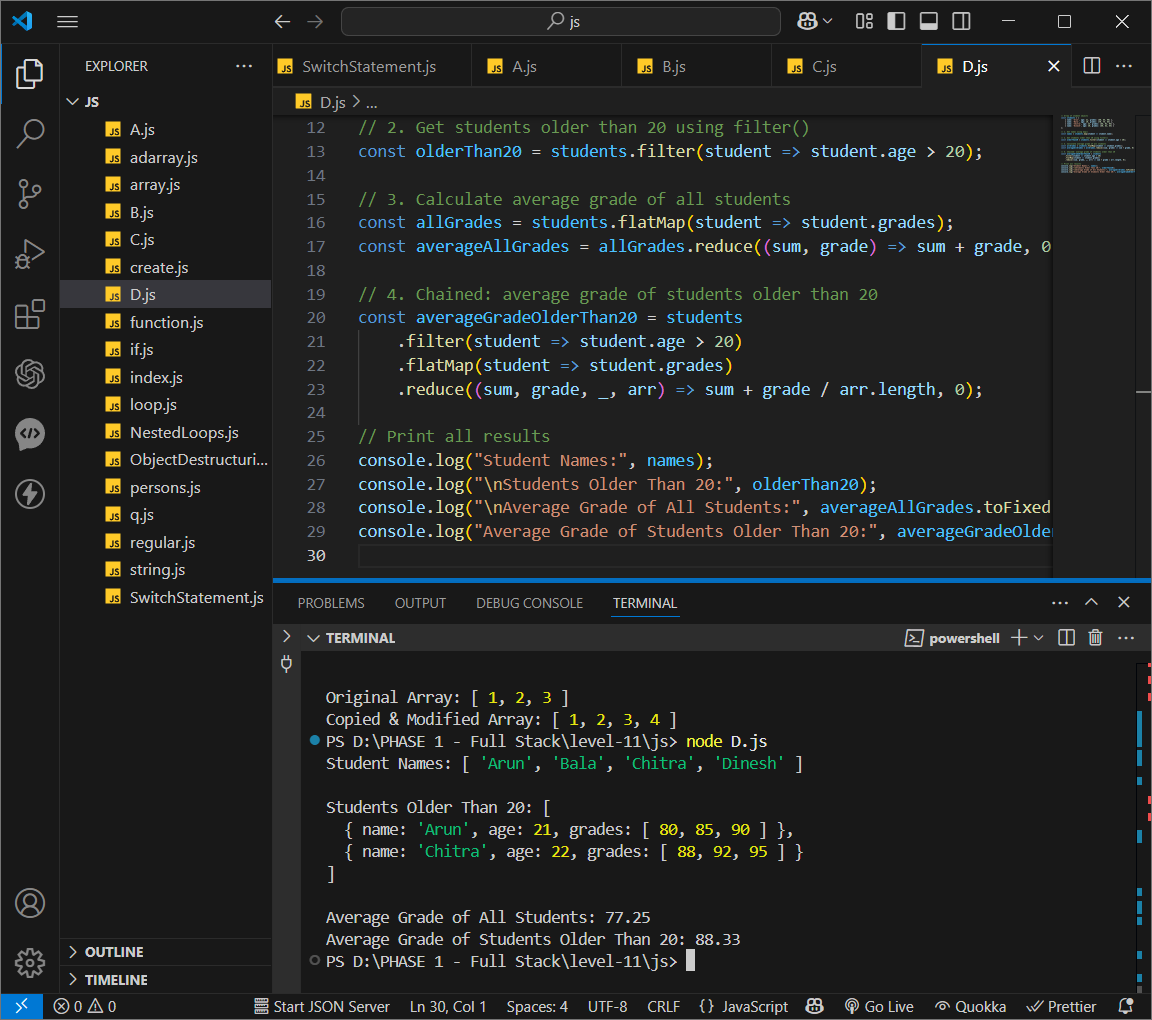 js
EXPLORER
SwitchStatement.js
A.js
B.js
C.js
D.js
JS
A.js
adarray.js
array.js
B.js
C.js
create.js
D.js
function.js
if.js
index.js
loop.js
NestedLoops.js
ObjectDestructuri...
persons.js
q.js
regular.js
string.js
SwitchStatement.js
OUTLINE
TIMELINE
D.js > ...
12 // 2. Get students older than 20 using filter()
13 const olderThan20 = students.filter(student => student.age > 20);
14
15 // 3. Calculate average grade of all students
16 const allGrades = students.flatMap(student => student.grades);
17 const averageAllGrades = allGrades.reduce((sum, grade) => sum + grade, 0
18
19 // 4. Chained: average grade of students older than 20
20 const averageGradeOlderThan20 = students
21 .filter(student => student.age > 20)
22 .flatMap(student => student.grades)
23 .reduce((sum, grade, _, arr) => sum + grade / arr.length, 0);
24
25 // Print all results
26 console.log("Student Names:", names);
27 console.log("\nStudents Older Than 20:", olderThan20);
28 console.log("\nAverage Grade of All Students:", averageAllGrades.toFixed
29 console.log("Average Grade of Students Older Than 20:", averageGradeOlder
30
PROBLEMS
OUTPUT
DEBUG CONSOLE
TERMINAL
TERMINAL
powershell
Original Array: [ 1, 2, 3 ]
Copied & Modified Array: [ 1, 2, 3, 4 ]
PS D:\PHASE 1 - Full Stack\level-11\js> node D.js
Student Names: [ 'Arun', 'Bala', 'Chitra', 'Dinesh' ]
Students Older Than 20: [
{ name: 'Arun', age: 21, grades: [ 80, 85, 90 ] },
{ name: 'Chitra', age: 22, grades: [ 88, 92, 95 ] }
]
Average Grade of All Students: 77.25
Average Grade of Students Older Than 20: 88.33
PS D:\PHASE 1 - Full Stack\level-11\js>
0 0
Start JSON Server
Ln 30, Col 1
Spaces: 4
UTF-8
CRLF
{ } JavaScript
Go Live
Quokka
Prettier